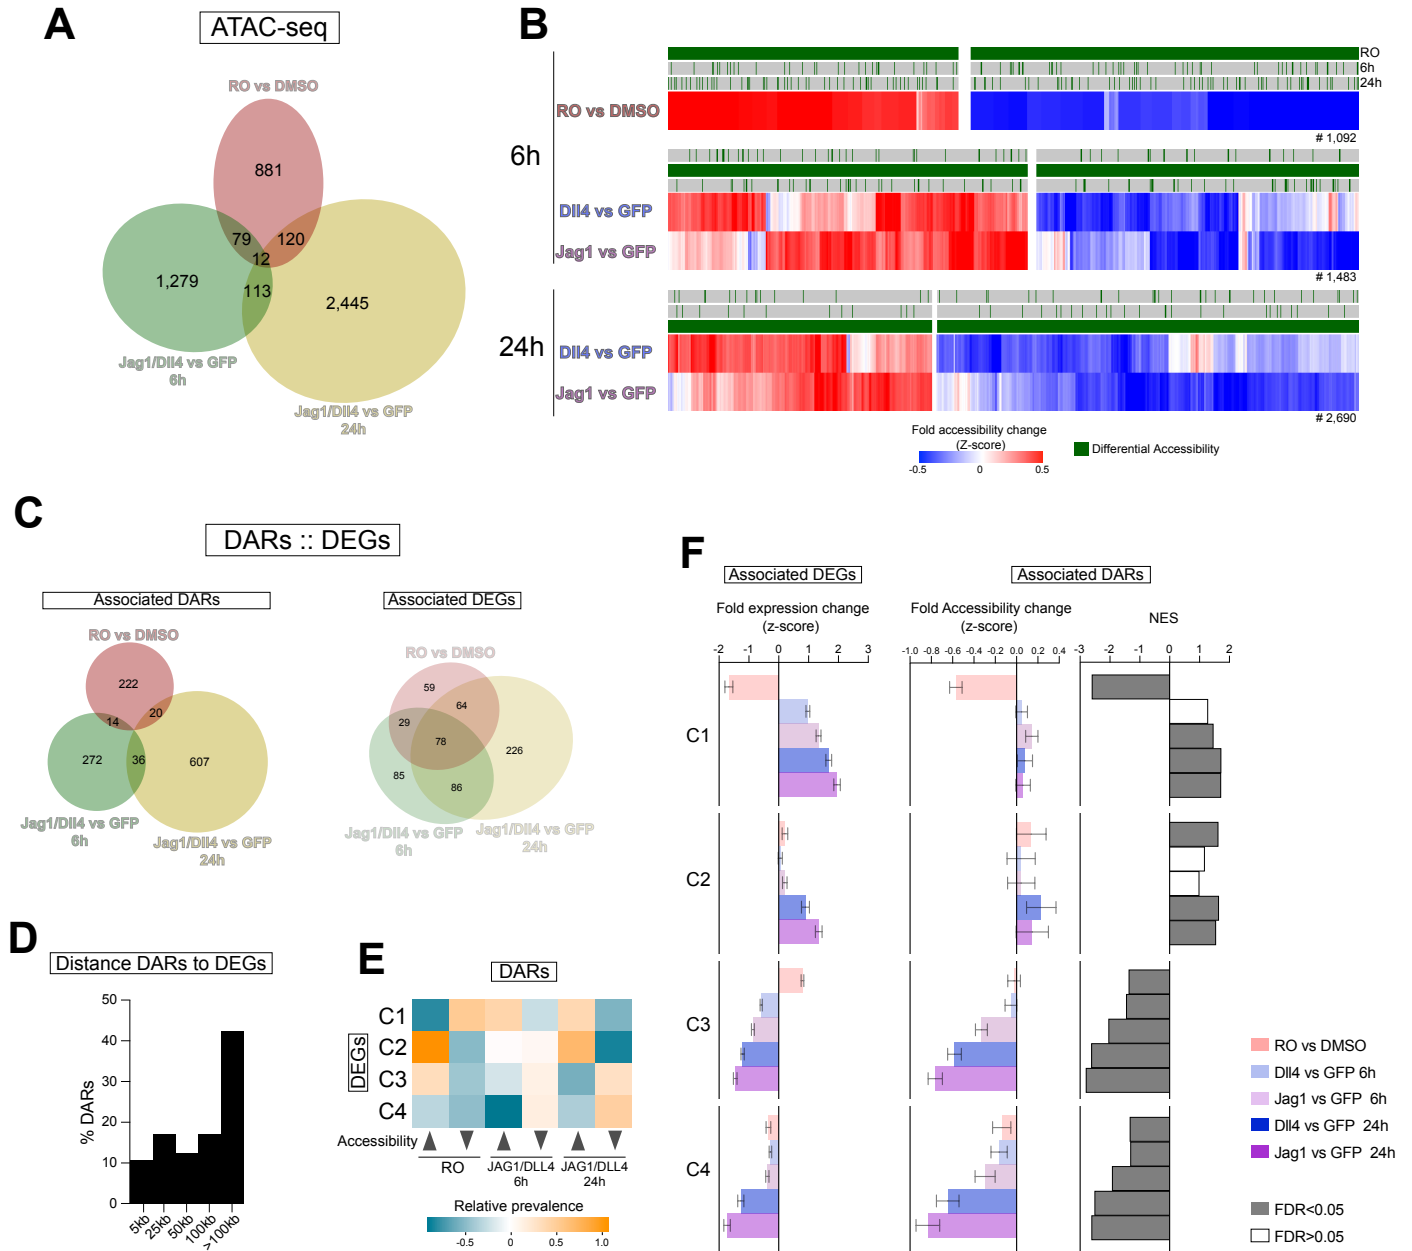 A
ATAC-seq
RO vs DMSO
881
79
120
12
1,279
113
2,445
Jag1/Dll4 vs GFP
6h
Jag1/Dll4 vs GFP
24h
B
RO
6h
24h
RO vs DMSO
# 1,092
6h
Dll4 vs GFP
Jag1 vs GFP
# 1,483
24h
Dll4 vs GFP
Jag1 vs GFP
# 2,690
Fold accessibility change
(Z-score)
-0.5 0 0.5
Differential Accessibility
C
DARs :: DEGs
Associated DARs
RO vs DMSO
222
14
20
272
36
607
Jag1/Dll4 vs GFP
6h
Jag1/Dll4 vs GFP
24h
Associated DEGs
RO vs DMSO
59
64
29
78
226
85
86
Jag1/Dll4 vs GFP
6h
Jag1/Dll4 vs GFP
24h
D
Distance DARs to DEGs
% DARs
50
40
30
20
10
0
5kb 25kb 50kb 100kb >100Kb
E
DARs
DEGs
C1
C2
C3
C4
Accessibility
RO
JAG1/DLL4
6h
JAG1/DLL4
24h
Relative prevalence
-0.5 0 0.5 1.0
F
Associated DEGs
Fold expression change
(z-score)
-2 -1 0 1 2 3
Associated DARs
Fold Accessibility change
(z-score)
-1.0 -0.8 -0.6 -0.4 -0.2 0.0 0.2 0.4
NES
-3 -2 -1 0 1 2
C1
C2
C3
C4
RO vs DMSO
Dll4 vs GFP 6h
Jag1 vs GFP 6h
Dll4 vs GFP 24h
Jag1 vs GFP 24h
FDR<0.05
FDR>0.05